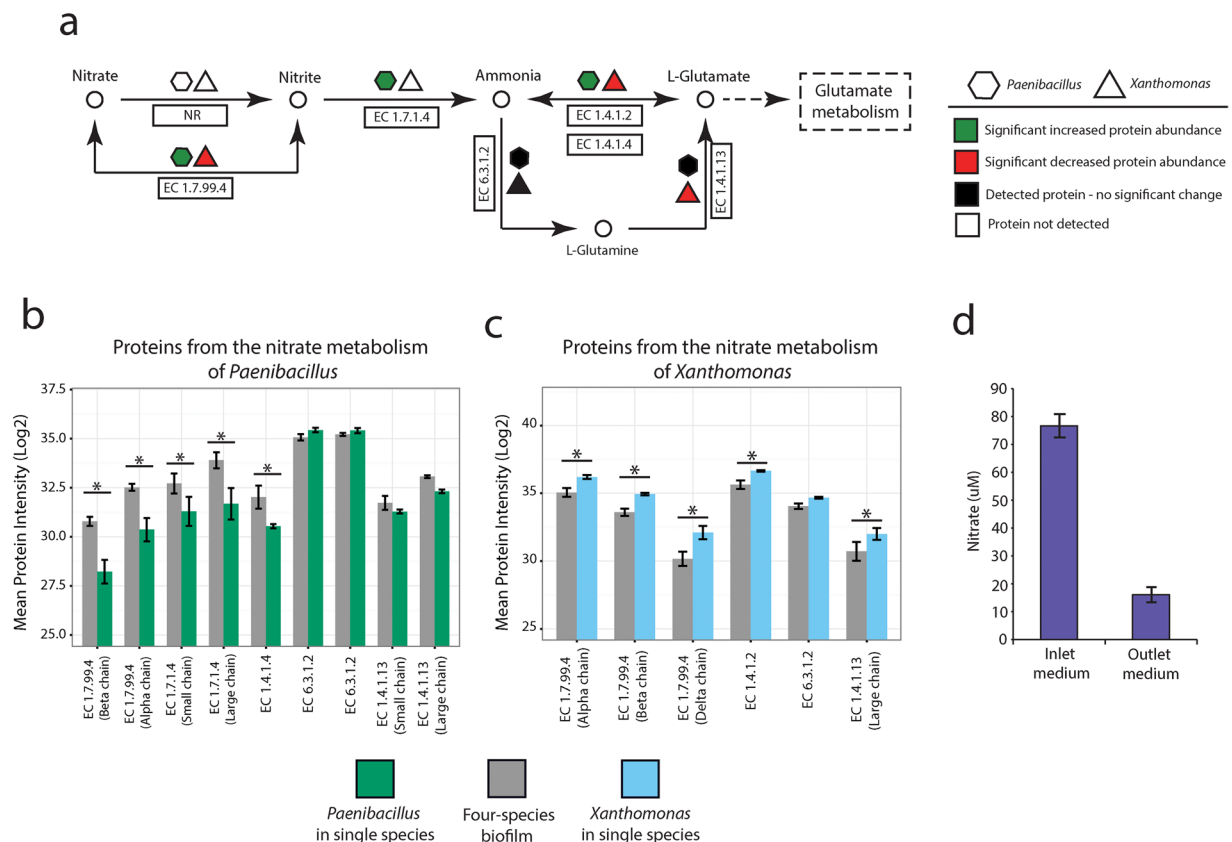 a
Nitrate
Nitrite
Ammonia
L-Glutamate
NR
EC 1.7.1.4
EC 1.4.1.2
EC 1.4.1.4
EC 1.7.99.4
EC 6.3.1.2
EC 1.4.1.13
L-Glutamine
Glutamate
metabolism
Paenibacillus
Xanthomonas
Significant increased protein abundance
Significant decreased protein abundance
Detected protein - no significant change
Protein not detected
b
Proteins from the nitrate metabolism
of Paenibacillus
Mean Protein Intensity (Log2)
37.5
35.0
32.5
30.0
27.5
25.0
*
*
*
*
*
EC 1.7.99.4
(Beta chain)
EC 1.7.99.4
(Alpha chain)
EC 1.7.1.4
(Small chain)
EC 1.7.1.4
(Large chain)
EC 1.4.1.4
EC 6.3.1.2
EC 6.3.1.2
EC 1.4.1.13
(Small chain)
EC 1.4.1.13
(Large chain)
c
Proteins from the nitrate metabolism
of Xanthomonas
Mean Protein Intensity (Log2)
40
35
30
25
*
*
*
*
*
EC 1.7.99.4
(Alpha chain)
EC 1.7.99.4
(Beta chain)
EC 1.7.99.4
(Delta chain)
EC 1.4.1.2
EC 6.3.1.2
EC 1.4.1.13
(Large chain)
d
Nitrate (uM)
90
80
70
60
50
40
30
20
10
0
Inlet
medium
Outlet
medium
Paenibacillus
in single species
Four-species
biofilm
Xanthomonas
in single species